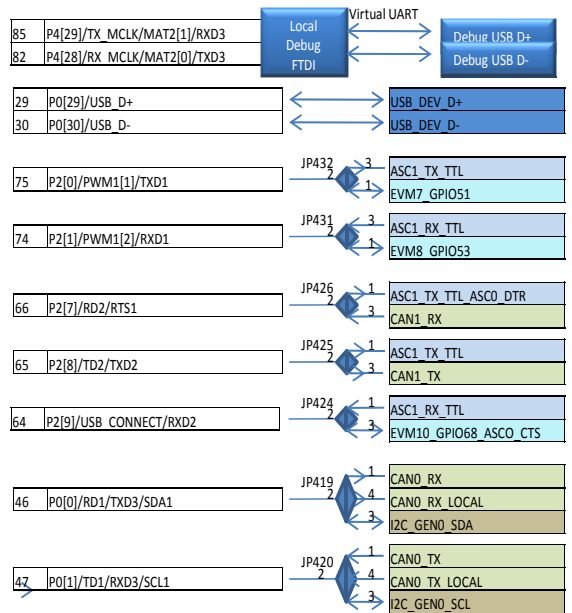 Virtual UART
85 P4[29]/TX_MCLK/MAT2[1]/RXD3
82 P4[28]/RX_MCLK/MAT2[0]/TXD3
Local
Debug
FTDI
Debug USB D+
Debug USB D-
29 P0[29]/USB_D+ USB_DEV_D+
30 P0[30]/USB_D- USB_DEV_D-
JP432
75 P2[0]/PWM1[1]/TXD1 2
3 ASC1_TX_TTL
1 EVM7_GPIO51
JP431
74 P2[1]/PWM1[2]/RXD1 2
3 ASC1_RX_TTL
1 EVM8_GPIO53
JP426
66 P2[7]/RD2/RTS1 2
1 ASC1_TX_TTL_ASC0_DTR
3 CAN1_RX
JP425
65 P2[8]/TD2/TXD2 2
1 ASC1_TX_TTL
3 CAN1_TX
JP424
64 P2[9]/USB_CONNECT/RXD2 2
1 ASC1_RX_TTL
3 EVM10_GPIO68_ASCO_CTS
JP419
46 P0[0]/RD1/TXD3/SDA1 2
1 CAN0_RX
4 CAN0_RX_LOCAL
3 I2C_GEN0_SDA
JP420
47 P0[1]/TD1/RXD3/SCL1 2
1 CAN0_TX
4 CAN0_TX_LOCAL
3 I2C_GEN0_SCL